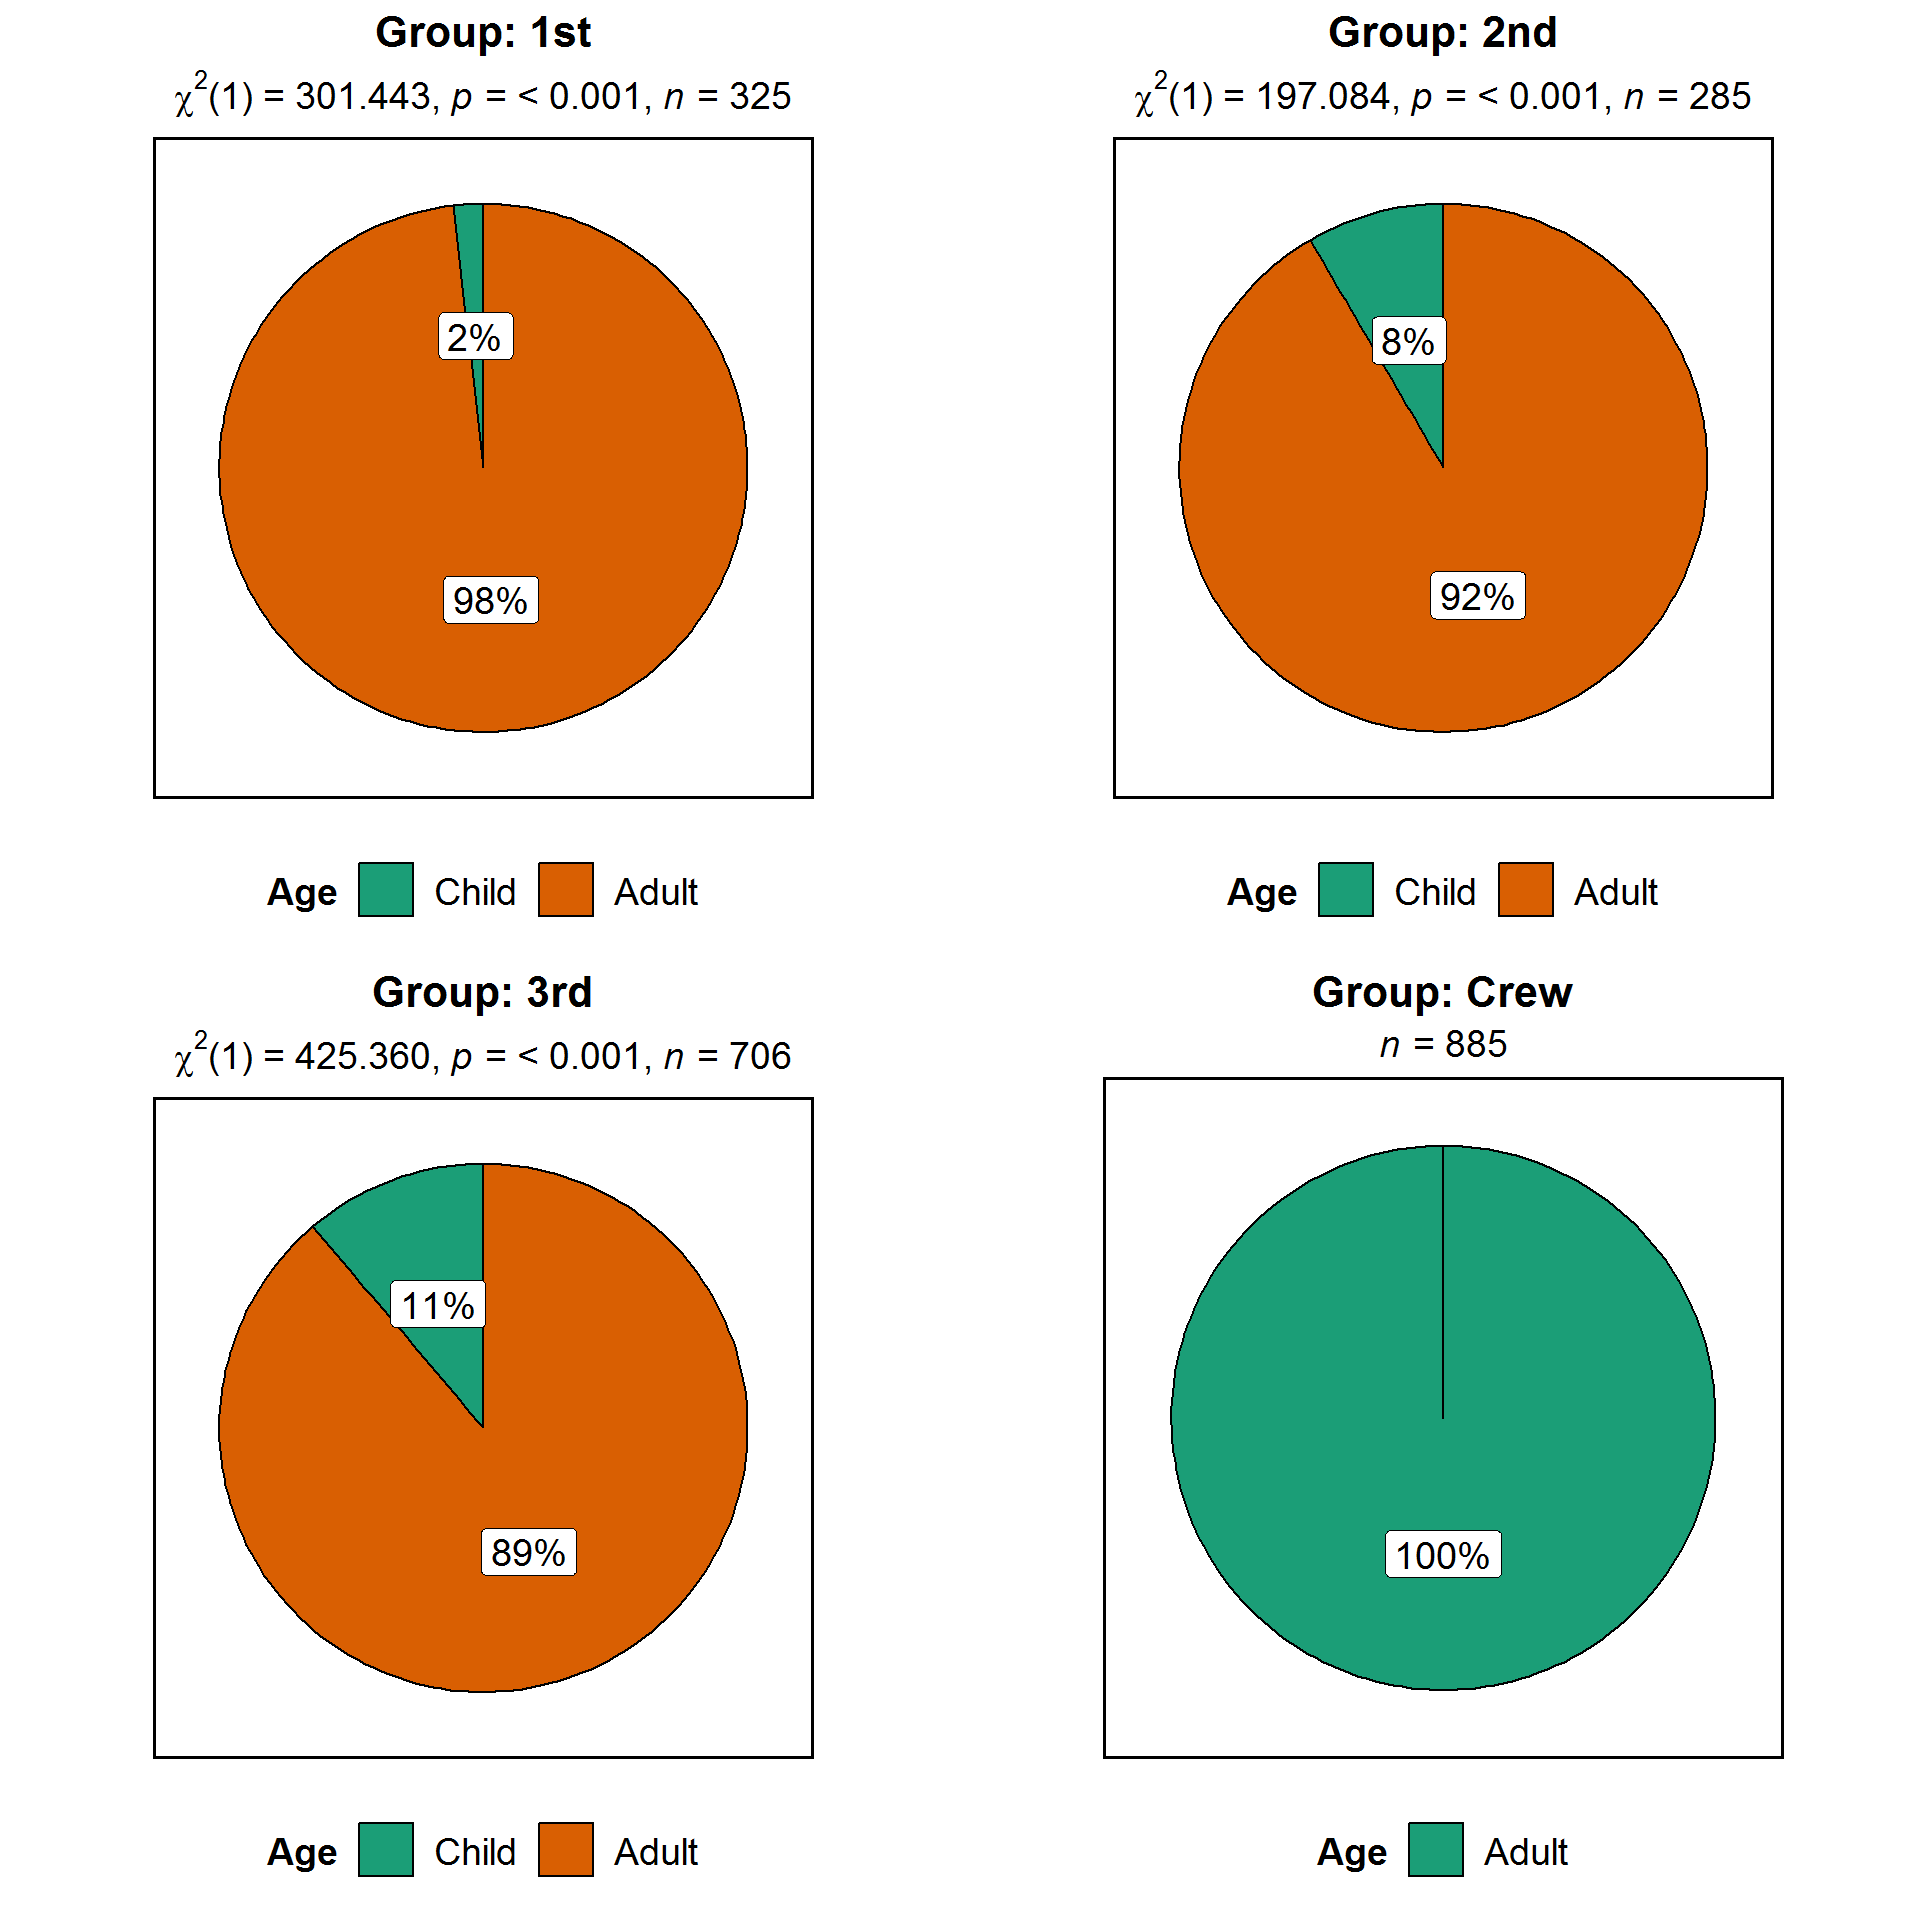 Group: 1st
χ²(1) = 301.443, p = < 0.001, n = 325
2%
98%
Age Child Adult
Group: 2nd
χ²(1) = 197.084, p = < 0.001, n = 285
8%
92%
Age Child Adult
Group: 3rd
χ²(1) = 425.360, p = < 0.001, n = 706
11%
89%
Age Child Adult
Group: Crew
n = 885
100%
Age Adult